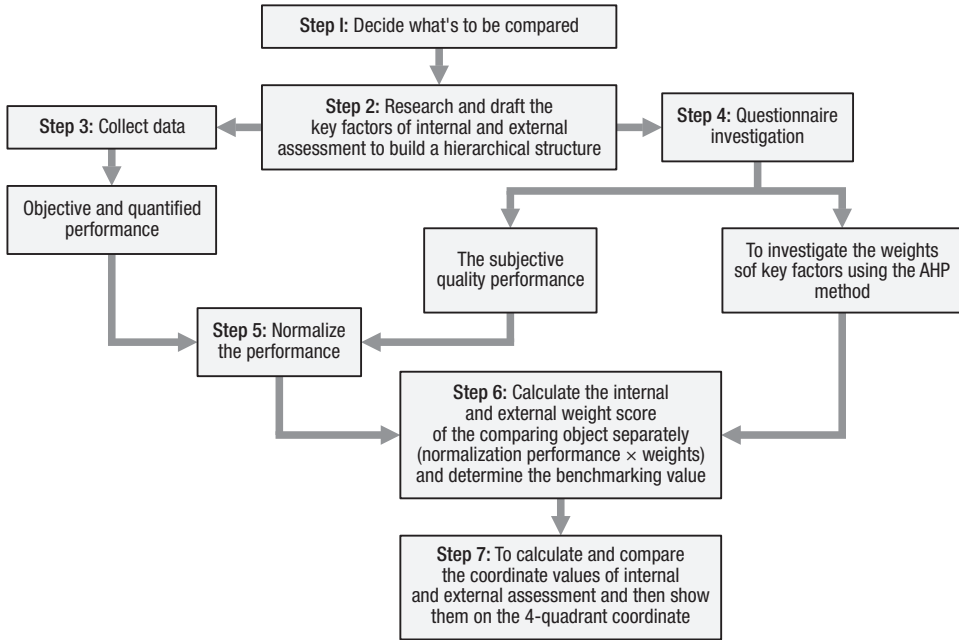 Step I: Decide what's to be compared
Step 2: Research and draft the
key factors of internal and external
assessment to build a hierarchical structure
Step 3: Collect data
Step 4: Questionnaire
investigation
Objective and quantified
performance
The subjective
quality performance
To investigate the weights
sof key factors using the AHP
method
Step 5: Normalize
the performance
Step 6: Calculate the internal
and external weight score
of the comparing object separately
(normalization performance × weights)
and determine the benchmarking value
Step 7: To calculate and compare
the coordinate values of internal
and external assessment and then show
them on the 4-quadrant coordinate